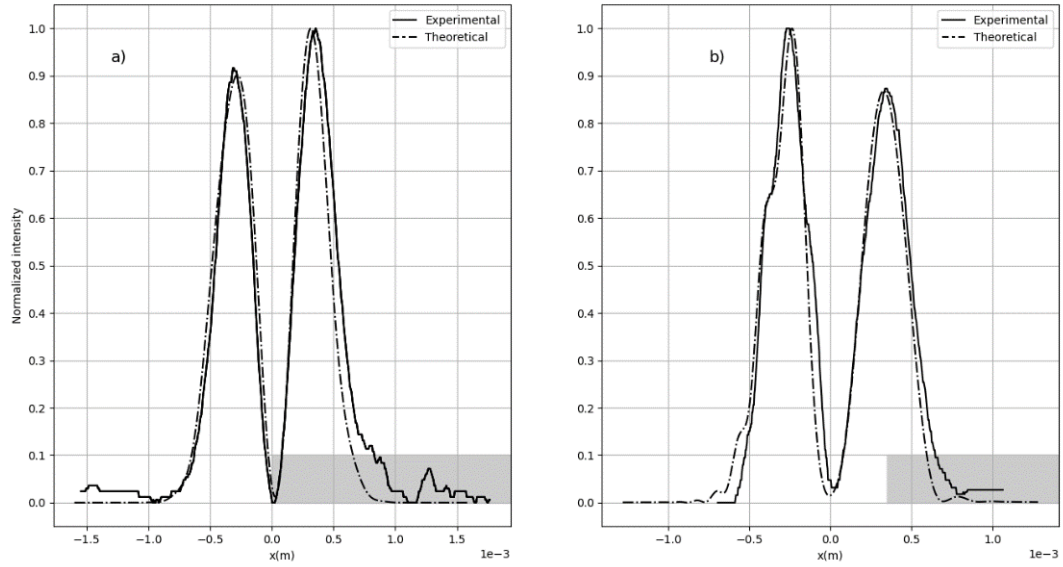 a)
Experimental
Theoretical
Normalized intensity
1.0
0.9
0.8
0.7
0.6
0.5
0.4
0.3
0.2
0.1
0.0
−1.5 −1.0 −0.5 0.0 0.5 1.0 1.5
x(m)
1e−3
b)
Experimental
Theoretical
1.0
0.9
0.8
0.7
0.6
0.5
0.4
0.3
0.2
0.1
0.0
−1.0 −0.5 0.0 0.5 1.0
x(m)
1e−3